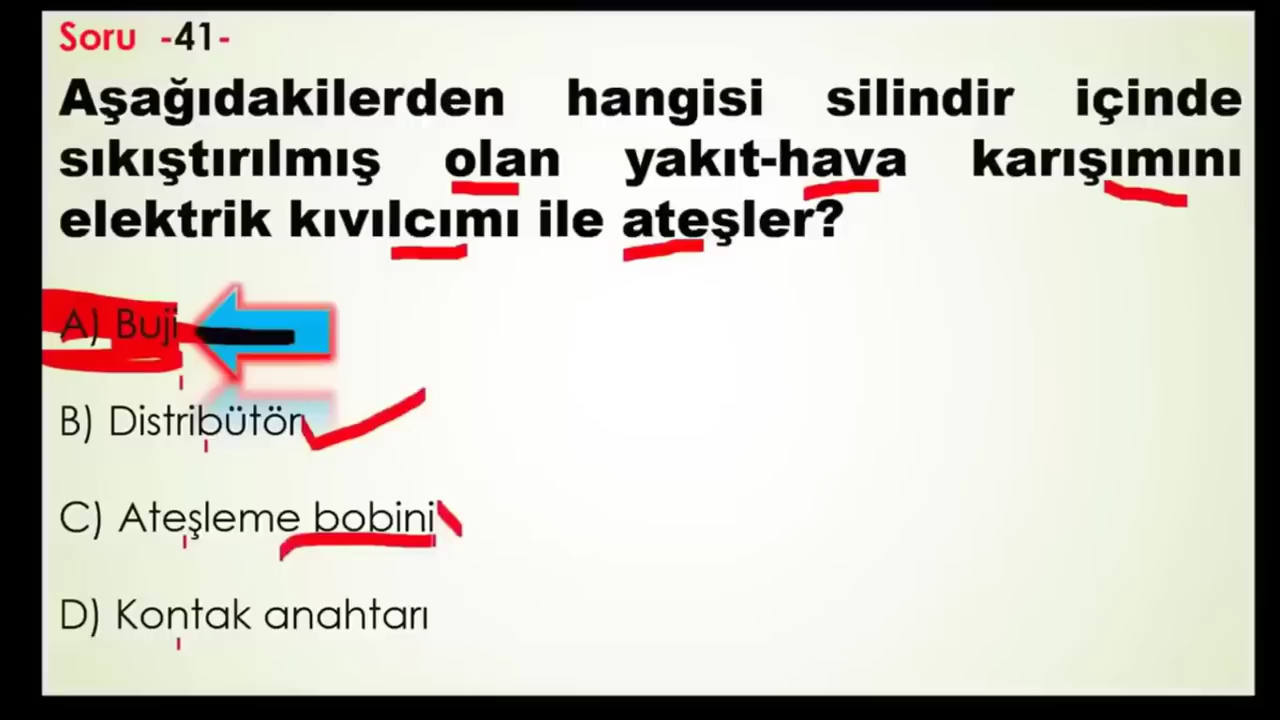 Soru -41-
Aşağıdakilerden hangisi silindir içinde
sıkıştırılmış olan yakıt-hava karışımını
elektrik kıvılcımı ile ateşler?
A) Buji
B) Distribütör
C) Ateşleme bobini
D) Kontak anahtarı